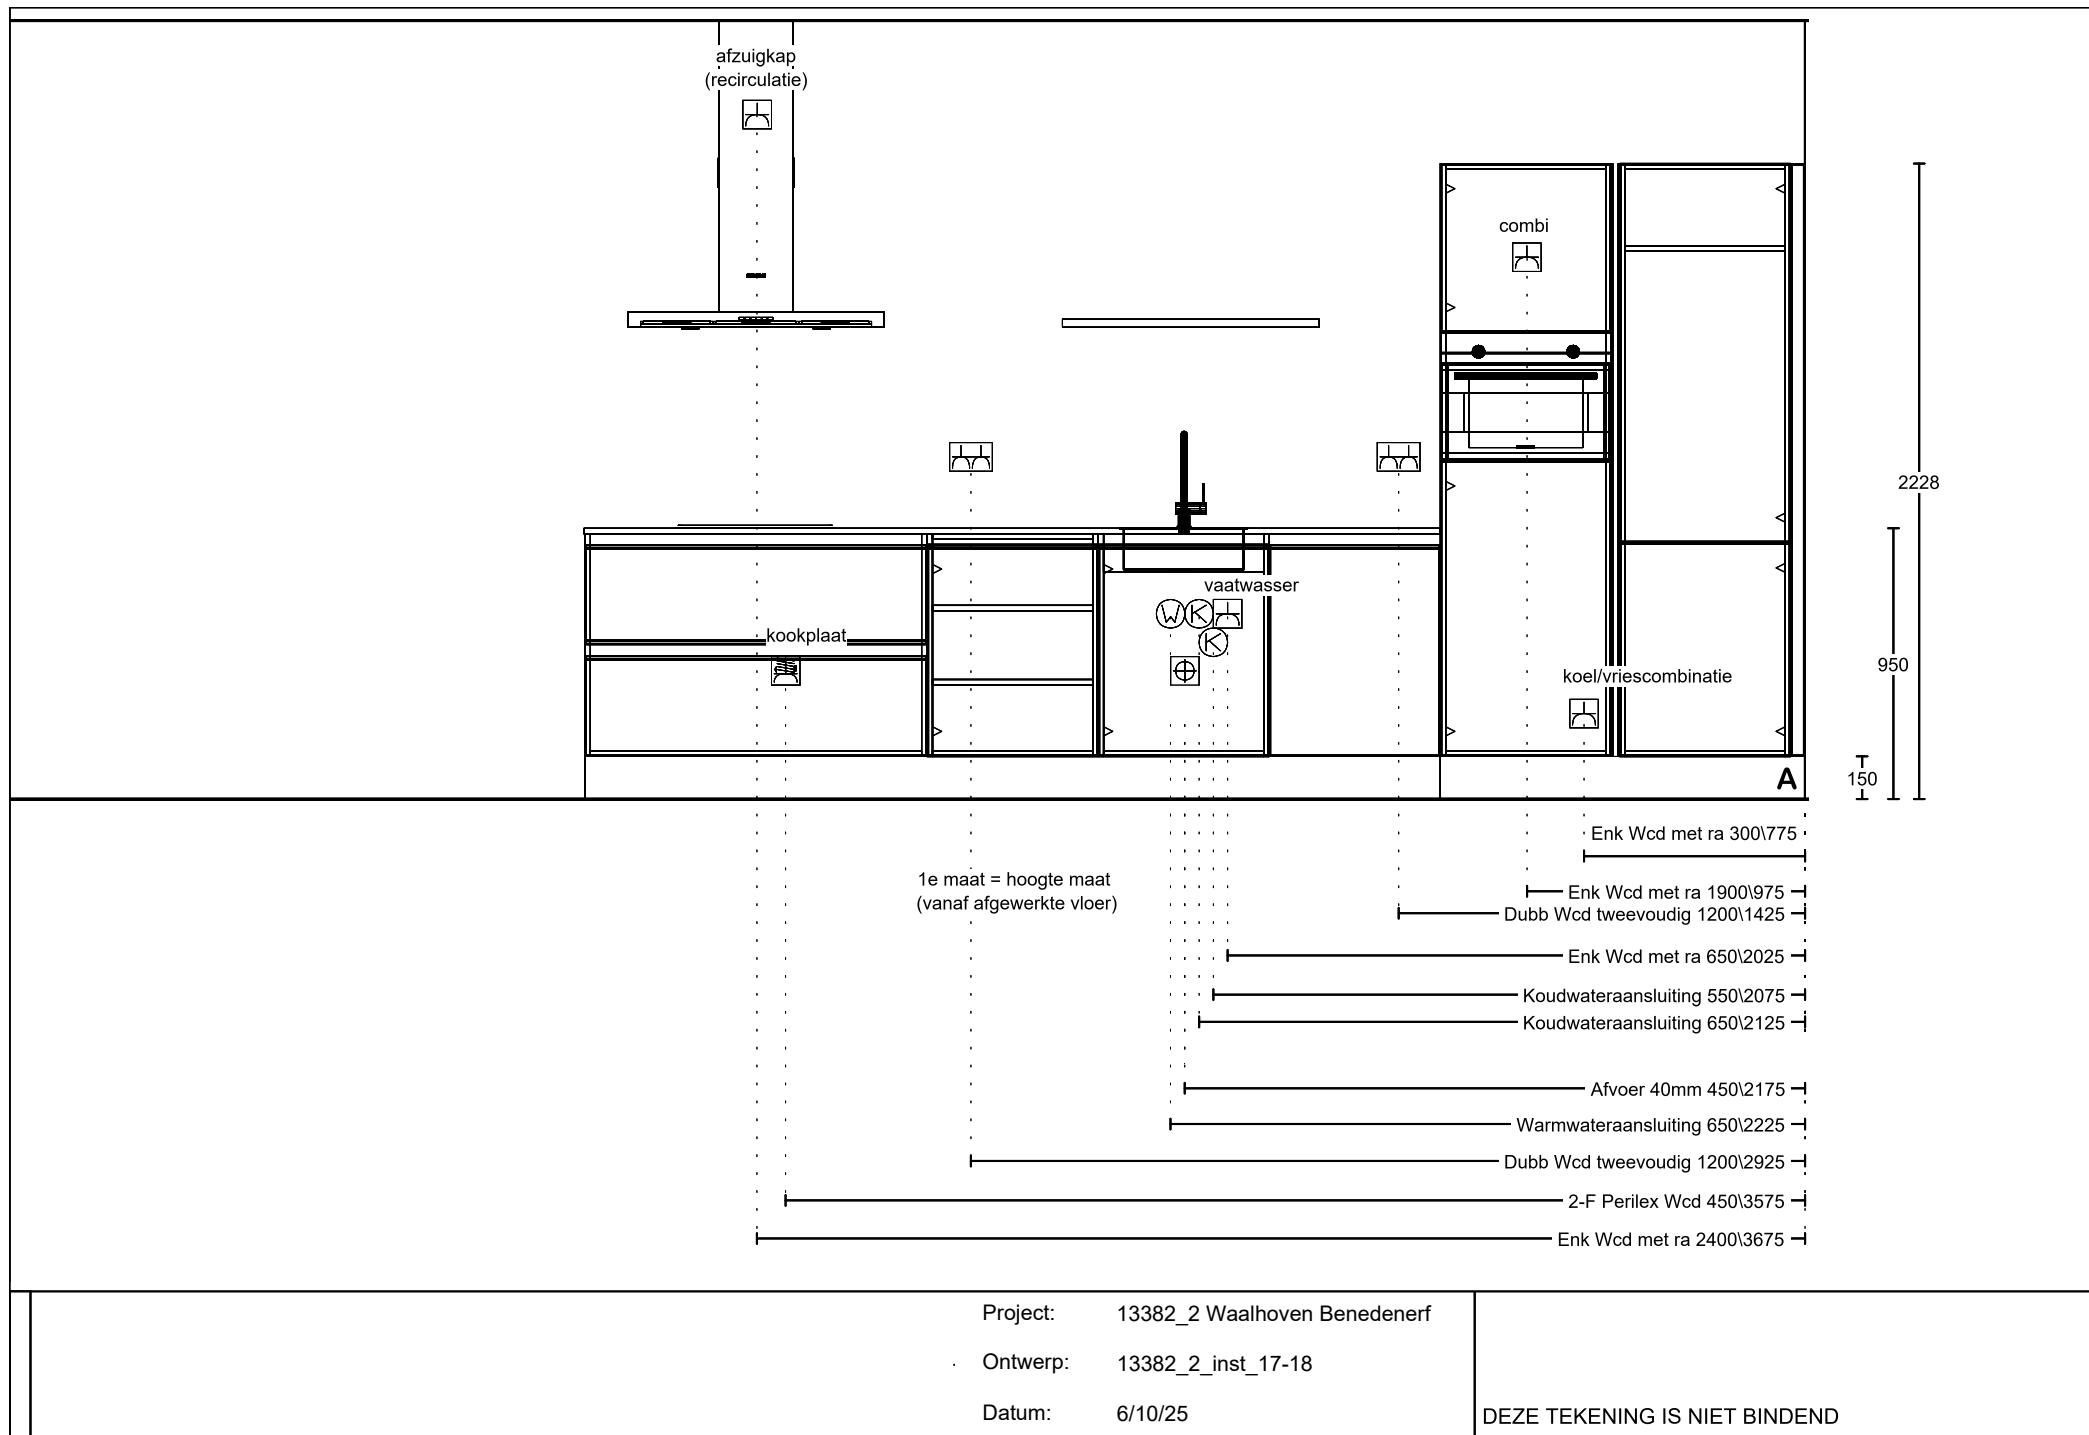 afzuigkap
(recirculatie)
combi
2228
vaatwasser
kookplaat
950
koel/vriescombinatie
W K
K
A
150
Enk Wcd met ra 300\775
1e maat = hoogte maat
(vanaf afgewerkte vloer)
Enk Wcd met ra 1900\975
Dubb Wcd tweevoudig 1200\1425
Enk Wcd met ra 650\2025
Koudwateraansluiting 550\2075
Koudwateraansluiting 650\2125
Afvoer 40mm 450\2175
Warmwateraansluiting 650\2225
Dubb Wcd tweevoudig 1200\2925
2-F Perilex Wcd 450\3575
Enk Wcd met ra 2400\3675
Project: 13382_2 Waalhoven Benedenerf
Ontwerp: 13382_2_inst_17-18
Datum: 6/10/25
DEZE TEKENING IS NIET BINDEND